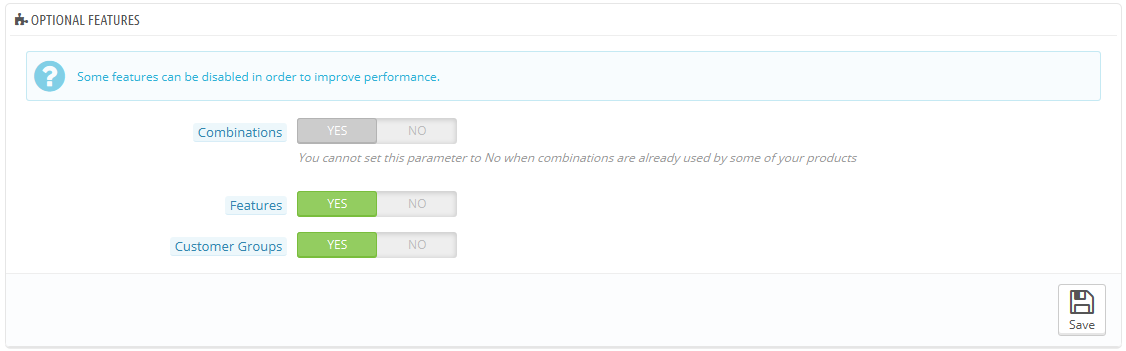 OPTIONAL FEATURES
?
Some features can be disabled in order to improve performance.
Combinations YES NO
You cannot set this parameter to No when combinations are already used by some of your products
Features YES NO
Customer Groups YES NO
Save